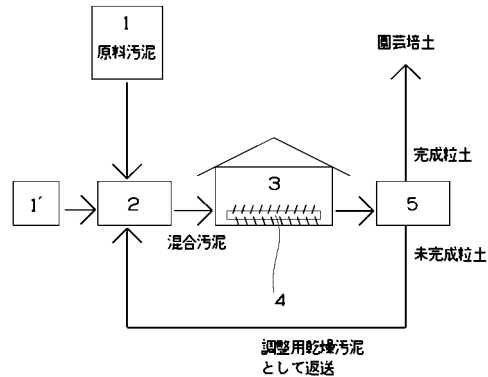 1
原料汚泥
園芸培土
完成粒土
1′
2
3
5
混合汚泥
未完成粒土
4
調整用乾燥汚泥
として返送